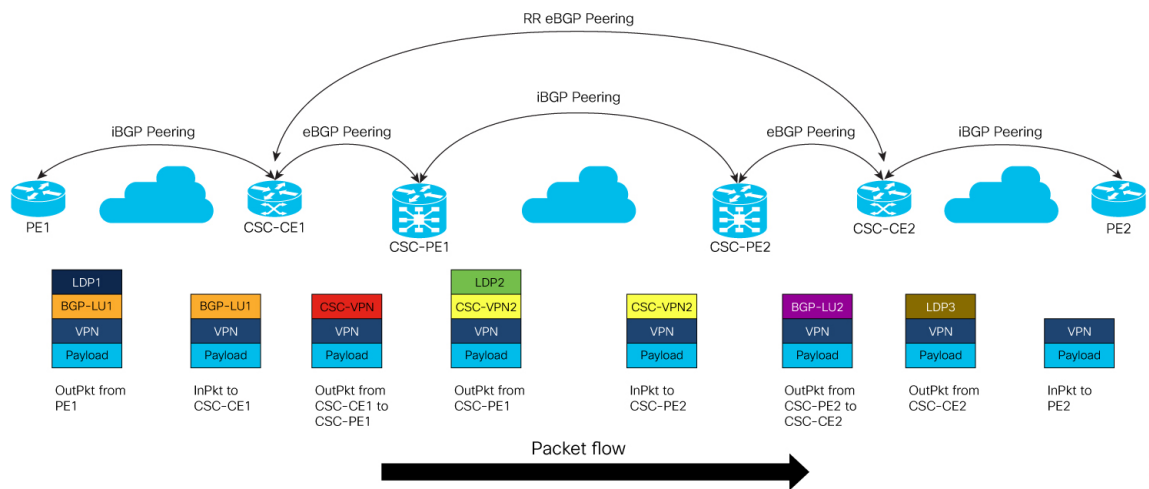 RR eBGP Peering
iBGP Peering
iBGP Peering
eBGP Peering
eBGP Peering
iBGP Peering
PE1
CSC-CE1
CSC-PE1
CSC-PE2
CSC-CE2
PE2
LDP1
BGP-LU1
VPN
Payload
OutPkt from
PE1
BGP-LU1
VPN
Payload
InPkt to
CSC-CE1
CSC-VPN
VPN
Payload
OutPkt from
CSC-CE1 to
CSC-PE1
LDP2
CSC-VPN2
VPN
Payload
OutPkt from
CSC-PE1
CSC-VPN2
VPN
Payload
InPkt to
CSC-PE2
BGP-LU2
VPN
Payload
OutPkt from
CSC-PE2 to
CSC-CE2
LDP3
VPN
Payload
OutPkt from
CSC-CE2
VPN
Payload
InPkt to
PE2
Packet flow